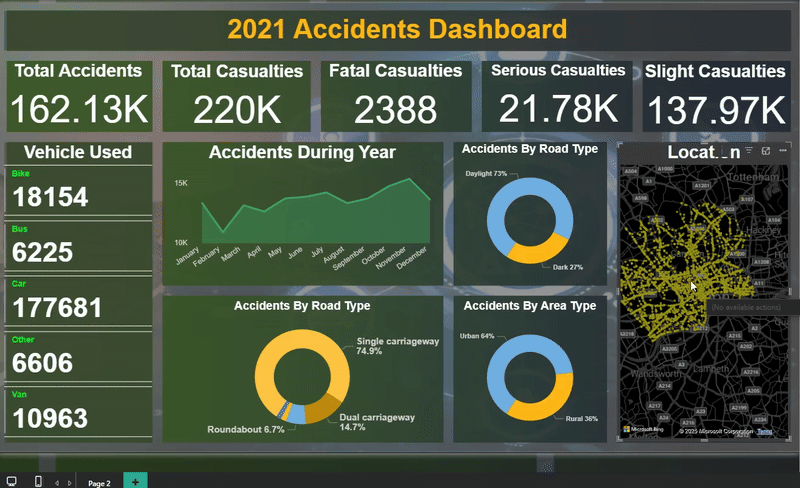 2021 Accidents Dashboard
Total Accidents
162.13K
Total Casualties
220K
Fatal Casualties
2388
Serious Casualties
21.78K
Slight Casualties
137.97K
Vehicle Used
Bike
18154
Bus
6225
Car
177681
Other
6606
Van
10963
Accidents During Year
15K
10K
January
February
March
April
May
June
July
August
September
October
November
December
Accidents By Road Type
Daylight 73%
Dark 27%
Accidents By Road Type
Single carriageway
74.9%
Dual carriageway
14.7%
Roundabout 6.7%
Accidents By Area Type
Urban 64%
Rural 36%
Tottenham
Hackney
(No available actions)
Wandsworth
Lambeth
Microsoft Bing
© 2025 Microsoft Corporation Terms
Page 2